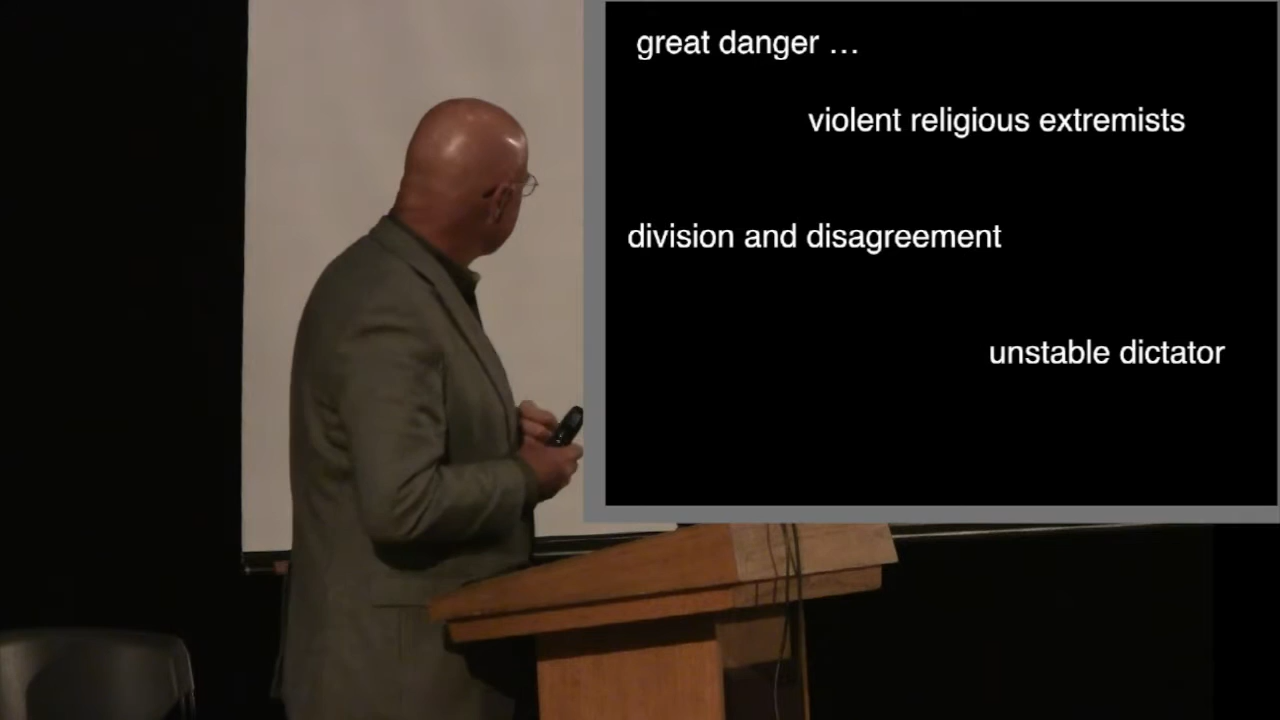 great danger …
violent religious extremists
division and disagreement
unstable dictator